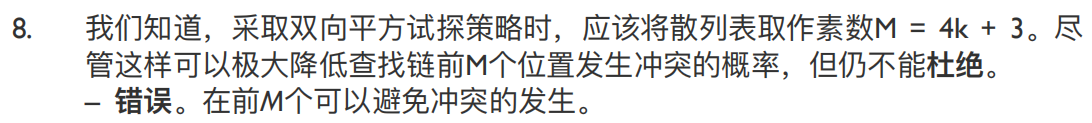 8. 我们知道，采取双向平方试探策略时，应该将散列表取作素数M = 4k + 3。尽
管这样可以极大降低查找链前M个位置发生冲突的概率，但仍不能杜绝。
– 错误。在前M个可以避免冲突的发生。